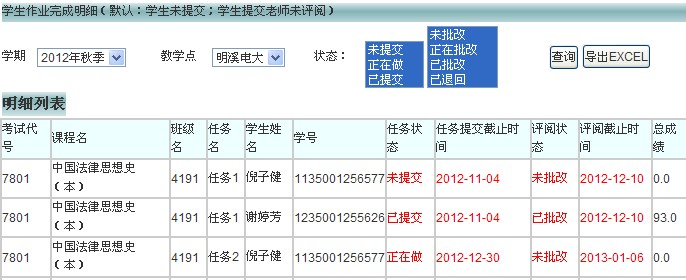 学生作业完成明细（默认：学生未提交；学生提交老师未评阅）
学期 2012年秋季 教学点 明溪电大 状态： 未提交 正在做 已提交 未批改 正在批改 已批改 已退回 查询 导出EXCEL
明细列表
考试代号 课程名 班级名 任务名 学生姓名 学号 任务状态 任务提交截止时间 评阅状态 评阅截止时间 总成绩
7801 中国法律思想史（本） 4191 任务1 倪子健 1135001256577 未提交 2012-11-04 未批改 2012-12-10 0.0
7801 中国法律思想史（本） 4191 任务1 谢婷芳 1235001255626 已提交 2012-11-04 已批改 2012-12-10 93.0
7801 中国法律思想史（本） 4191 任务2 倪子健 1135001256577 正在做 2012-12-30 未批改 2013-01-06 0.0